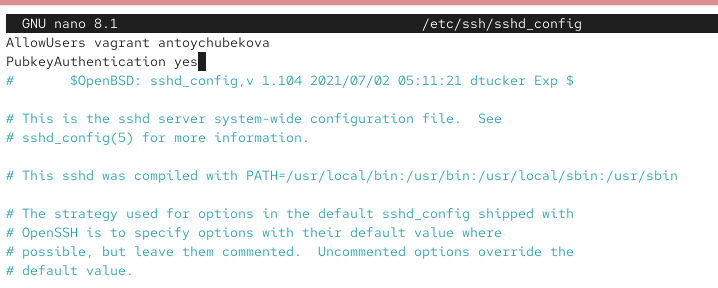 GNU nano 8.1 /etc/ssh/sshd_config
AllowUsers vagrant antoychubekova
PubkeyAuthentication yes
# $OpenBSD: sshd_config,v 1.104 2021/07/02 05:11:21 dtucker Exp $
# This is the sshd server system-wide configuration file.  See
# sshd_config(5) for more information.
# This sshd was compiled with PATH=/usr/local/bin:/usr/bin:/usr/local/sbin:/usr/sbin
# The strategy used for options in the default sshd_config shipped with
# OpenSSH is to specify options with their default value where
# possible, but leave them commented.  Uncommented options override the
# default value.